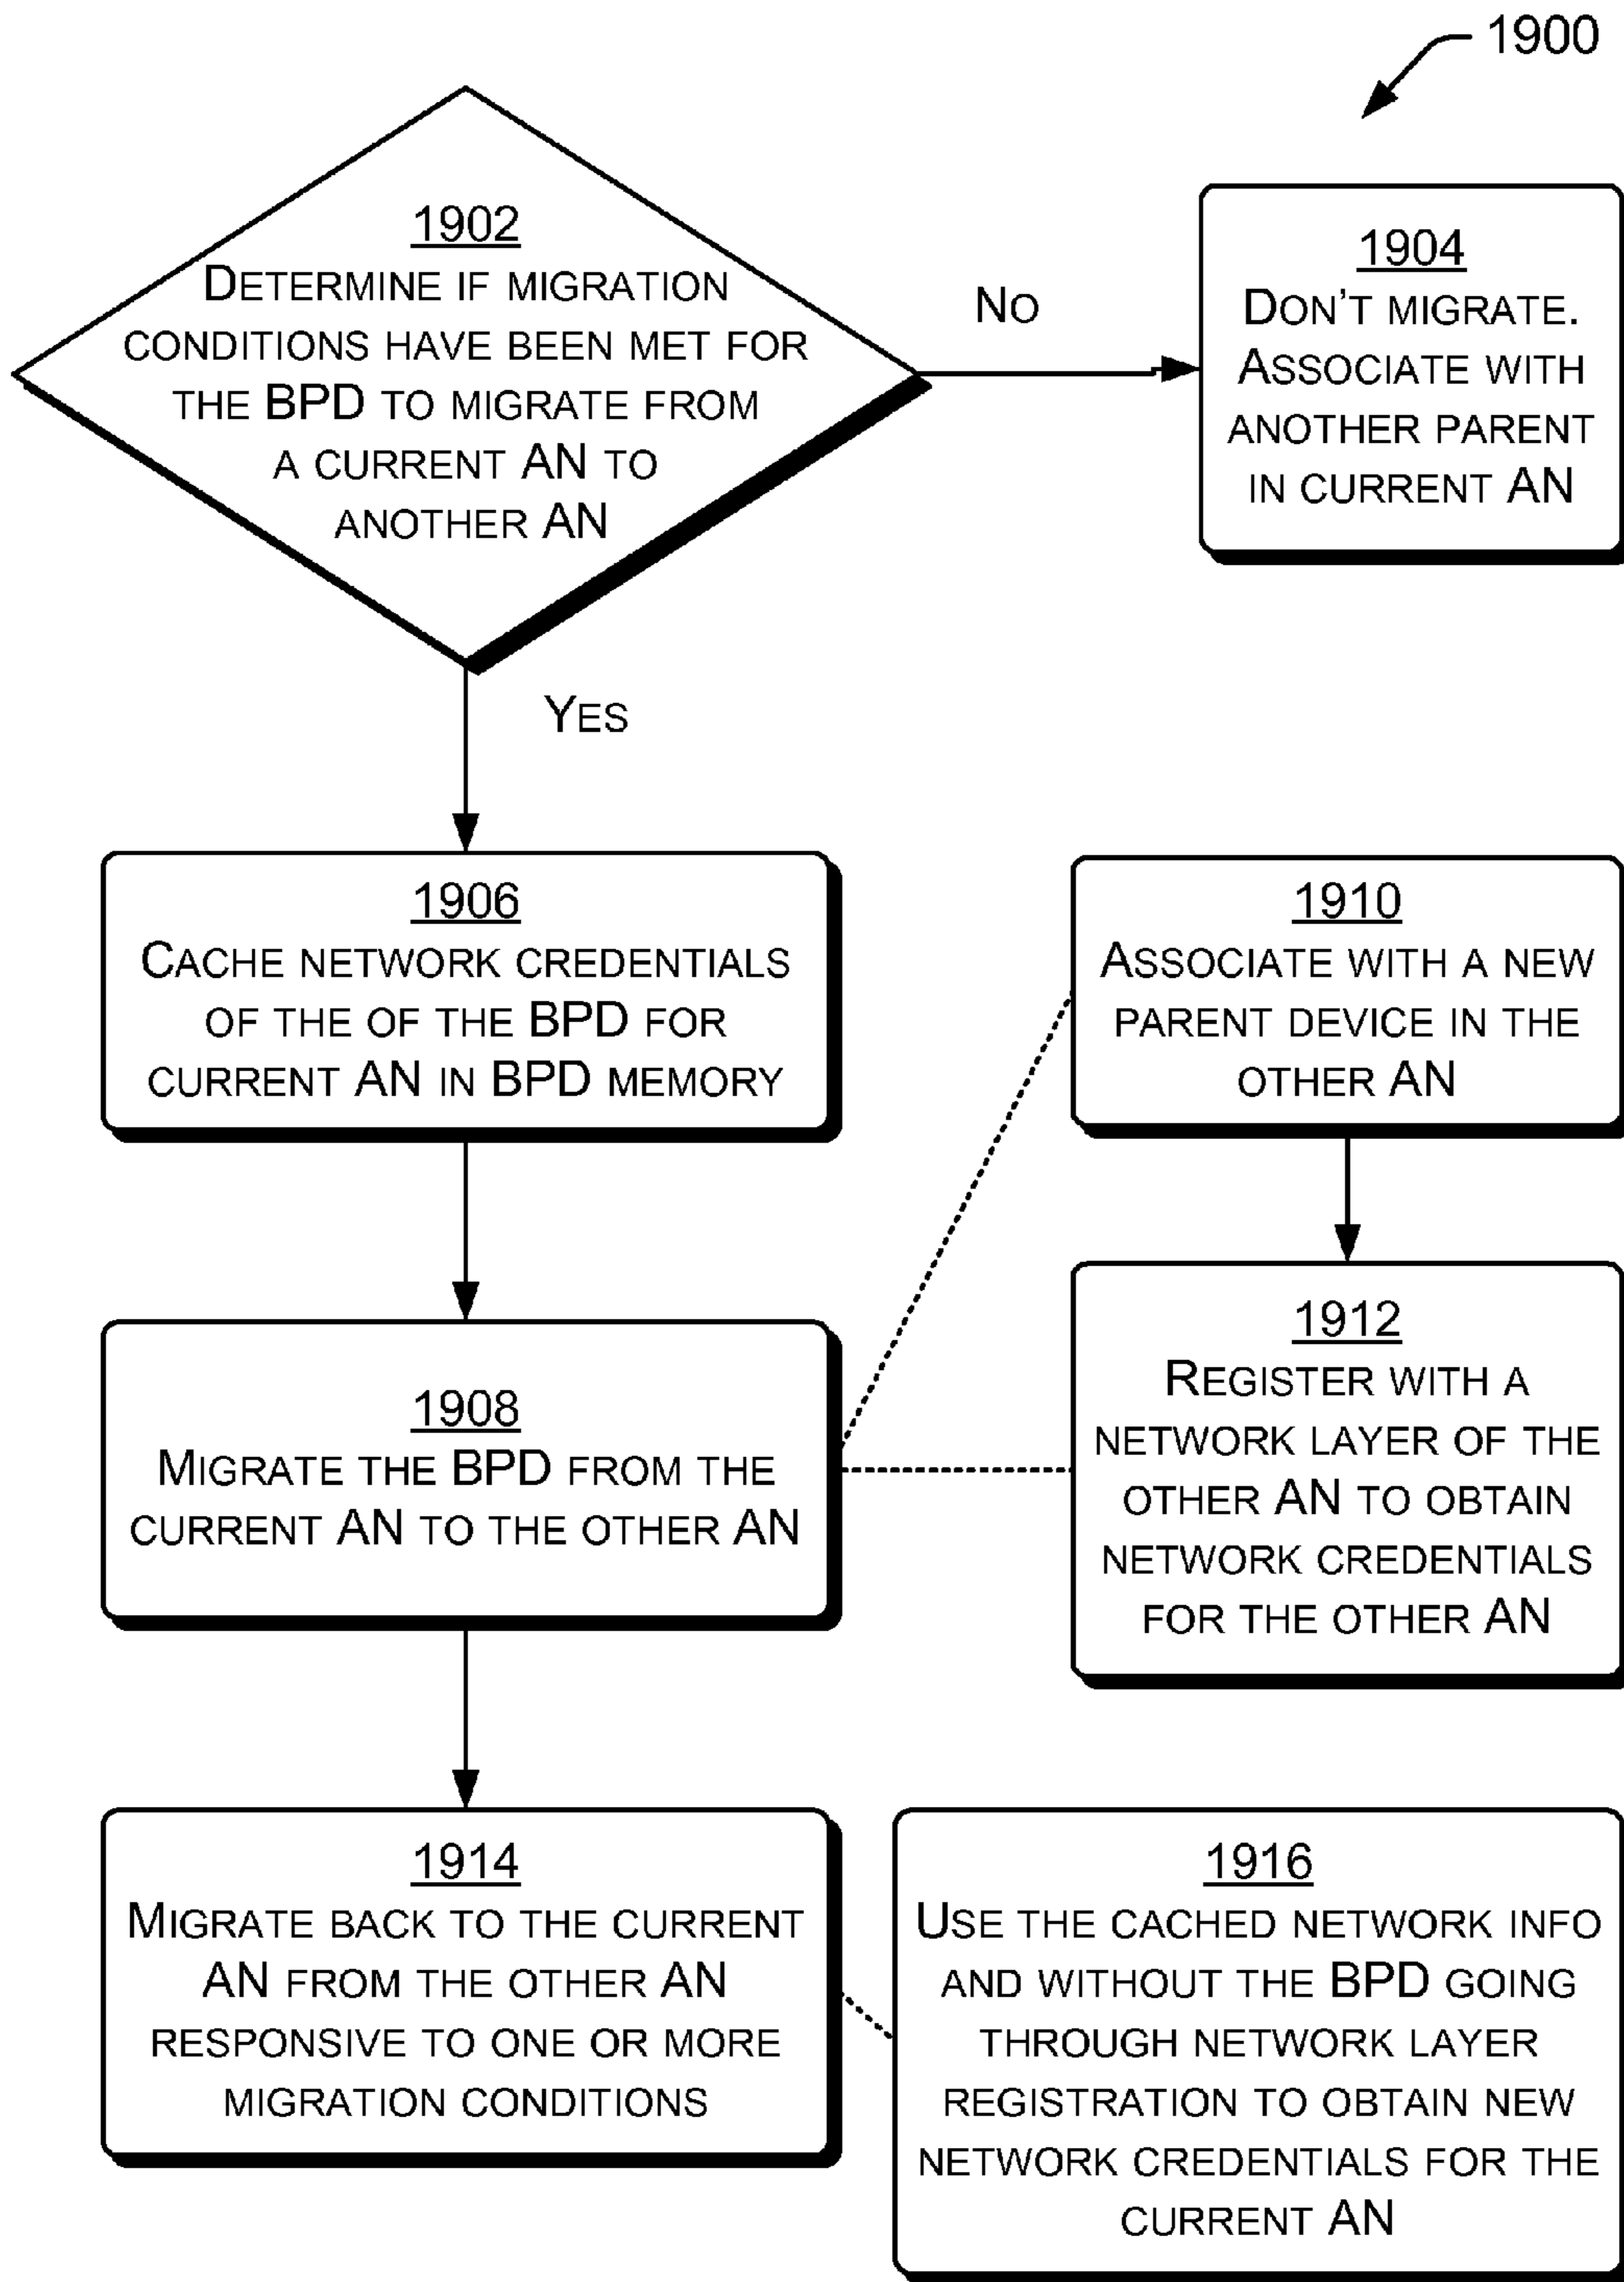 1900
1902
DETERMINE IF MIGRATION
CONDITIONS HAVE BEEN MET FOR
THE BPD TO MIGRATE FROM
A CURRENT AN TO
ANOTHER AN
NO
1904
DON'T MIGRATE.
ASSOCIATE WITH
ANOTHER PARENT
IN CURRENT AN
YES
1906
CACHE NETWORK CREDENTIALS
OF THE OF THE BPD FOR
CURRENT AN IN BPD MEMORY
1910
ASSOCIATE WITH A NEW
PARENT DEVICE IN THE
OTHER AN
1908
MIGRATE THE BPD FROM THE
CURRENT AN TO THE OTHER AN
1912
REGISTER WITH A
NETWORK LAYER OF THE
OTHER AN TO OBTAIN
NETWORK CREDENTIALS
FOR THE OTHER AN
1914
MIGRATE BACK TO THE CURRENT
AN FROM THE OTHER AN
RESPONSIVE TO ONE OR MORE
MIGRATION CONDITIONS
1916
USE THE CACHED NETWORK INFO
AND WITHOUT THE BPD GOING
THROUGH NETWORK LAYER
REGISTRATION TO OBTAIN NEW
NETWORK CREDENTIALS FOR THE
CURRENT AN